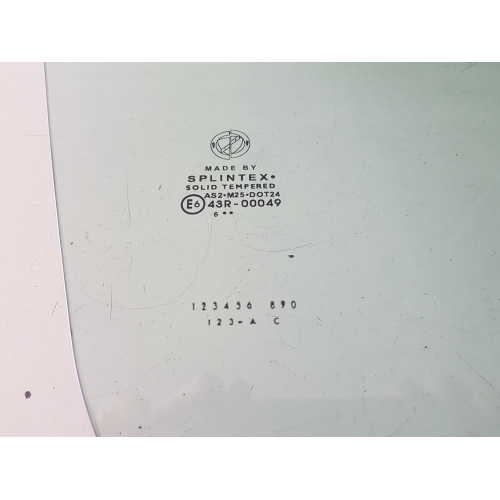 MADE BY
SPLINTEX•
SOLID TEMPERED
AS2•M25•DOT24
E6 43R-00049
6 ••
123456 890
123-A C